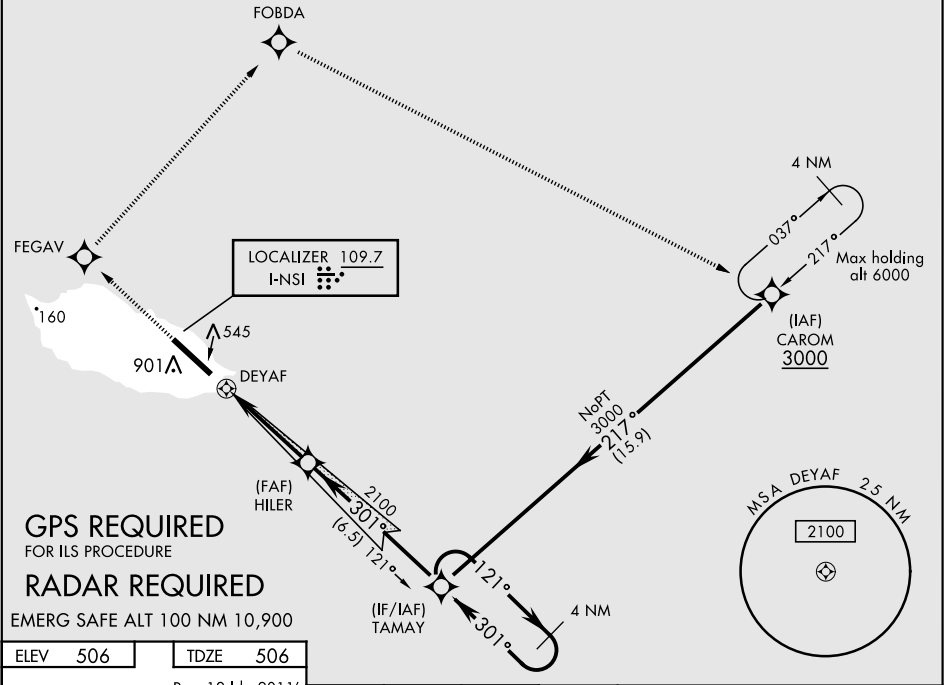 FOBDA
4 NM
037°
217°
Max holding
alt 6000
FEGAV
LOCALIZER 109.7
I-NSI
(IAF)
CAROM
3000
160
545
901
DEYAF
NoPT
3000
217°
(15.9)
(FAF)
HILER
2100
301°
(6.5)
121°
MSA DEYAF 25 NM
2100
GPS REQUIRED
FOR ILS PROCEDURE
RADAR REQUIRED
EMERG SAFE ALT 100 NM 10,900
(IF/IAF)
TAMAY
121°
301°
4 NM
ELEV 506
TDZE 506